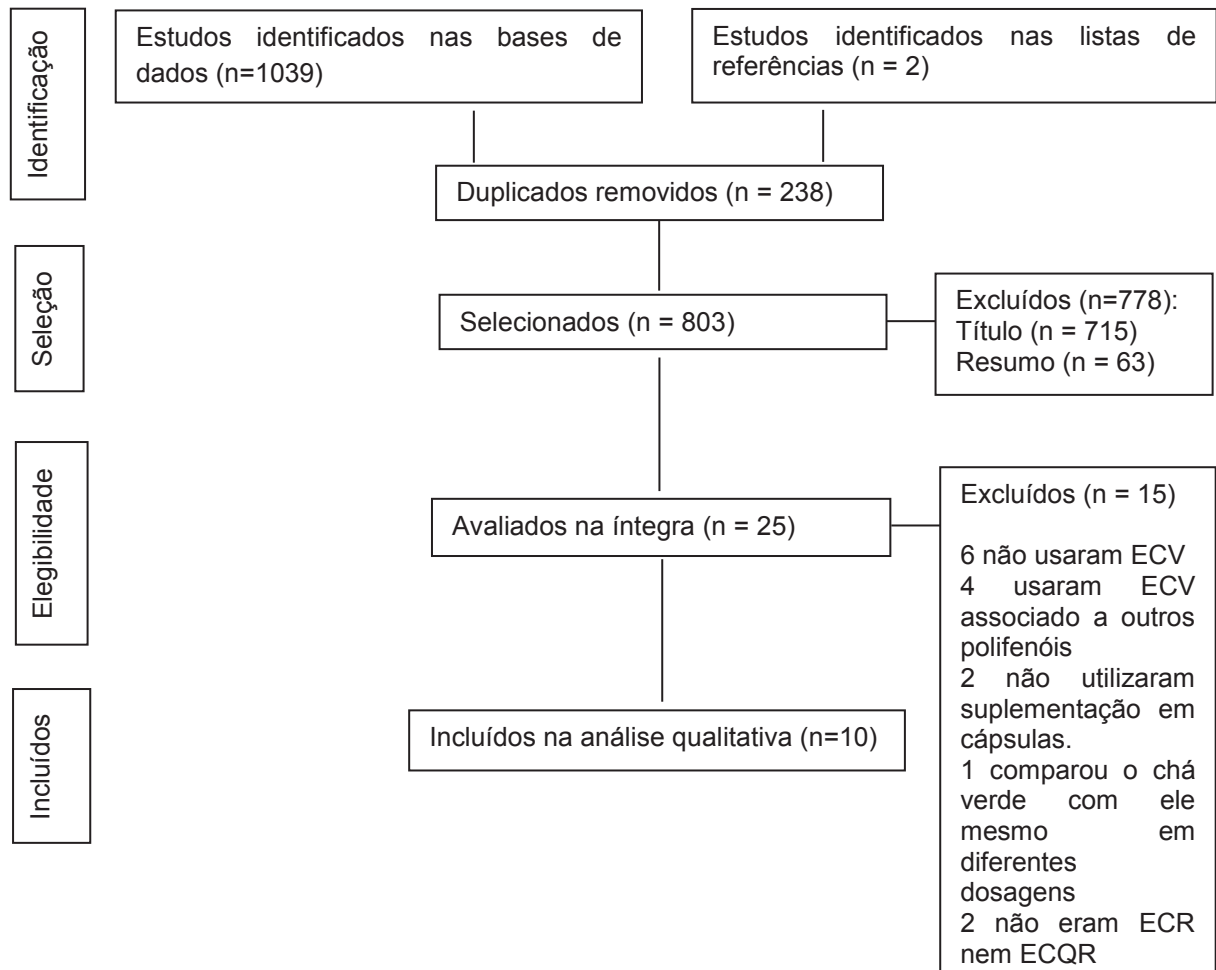 Identificação
Estudos identificados nas bases de
dados (n=1039)
Estudos identificados nas listas de
referências (n = 2)
Duplicados removidos (n = 238)
Seleção
Selecionados (n = 803)
Excluídos (n=778):
Título (n = 715)
Resumo (n = 63)
Elegibilidade
Avaliados na íntegra (n = 25)
Excluídos (n = 15)
6 não usaram ECV
4 usaram ECV
associado a outros
polifenóis
2 não utilizaram
suplementação em
cápsulas.
1 comparou o chá
verde com ele
mesmo em
diferentes
dosagens
2 não eram ECR
nem ECQR
Incluídos
Incluídos na análise qualitativa (n=10)